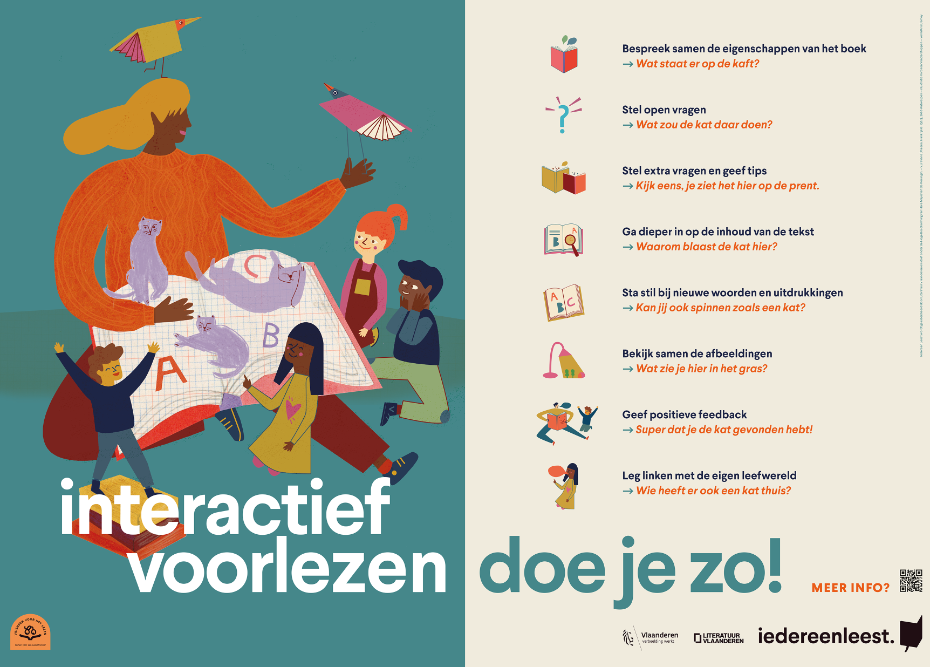 C
B
A
interactief
voorlezen
Bespreek samen de eigenschappen van het boek
→ Wat staat er op de kaft?
Stel open vragen
→ Wat zou de kat daar doen?
Stel extra vragen en geef tips
→ Kijk eens, je ziet het hier op de prent.
Ga dieper in op de inhoud van de tekst
→ Waarom blaast de kat hier?
Sta stil bij nieuwe woorden en uitdrukkingen
→ Kan jij ook spinnen zoals een kat?
Bekijk samen de afbeeldingen
→ Wat zie je hier in het gras?
Geef positieve feedback
→ Super dat je de kat gevonden hebt!
Leg linken met de eigen leefwereld
→ Wie heeft er ook een kat thuis?
?
B A
A B C
doe je zo!
MEER INFO?
Vlaanderen
verbeelding werkt
LITERATUUR
VLAANDEREN
iedereenleest.